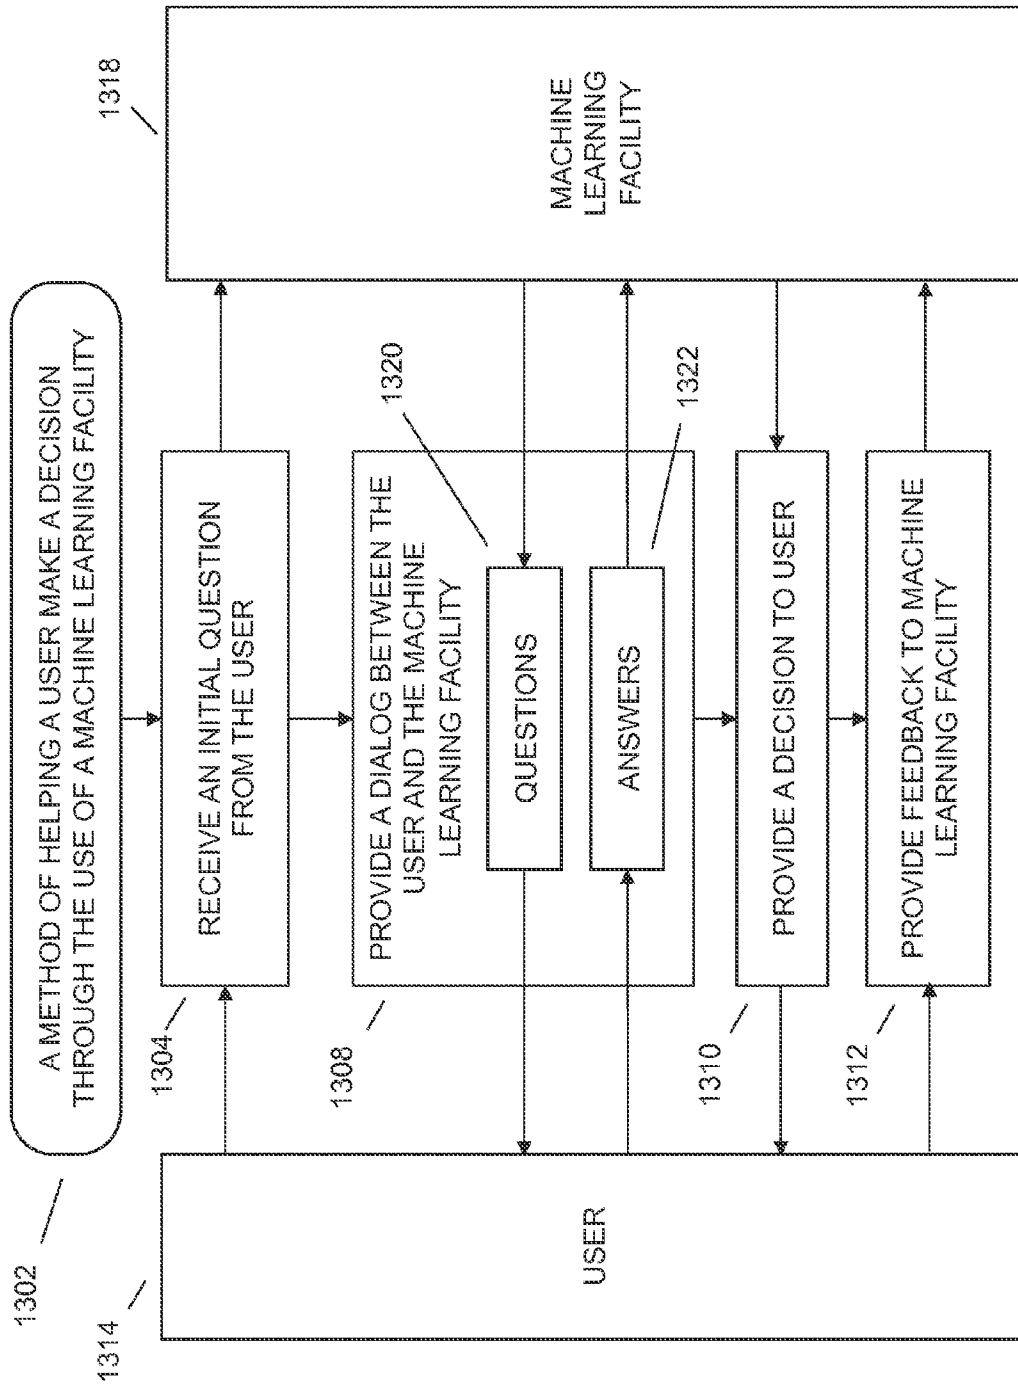 1302
A METHOD OF HELPING A USER MAKE A DECISION
THROUGH THE USE OF A MACHINE LEARNING FACILITY
1314
USER
1304
RECEIVE AN INITIAL QUESTION
FROM THE USER
1308
PROVIDE A DIALOG BETWEEN THE
USER AND THE MACHINE
LEARNING FACILITY
QUESTIONS
1320
ANSWERS
1322
1310
PROVIDE A DECISION TO USER
1312
PROVIDE FEEDBACK TO MACHINE
LEARNING FACILITY
1318
MACHINE
LEARNING
FACILITY